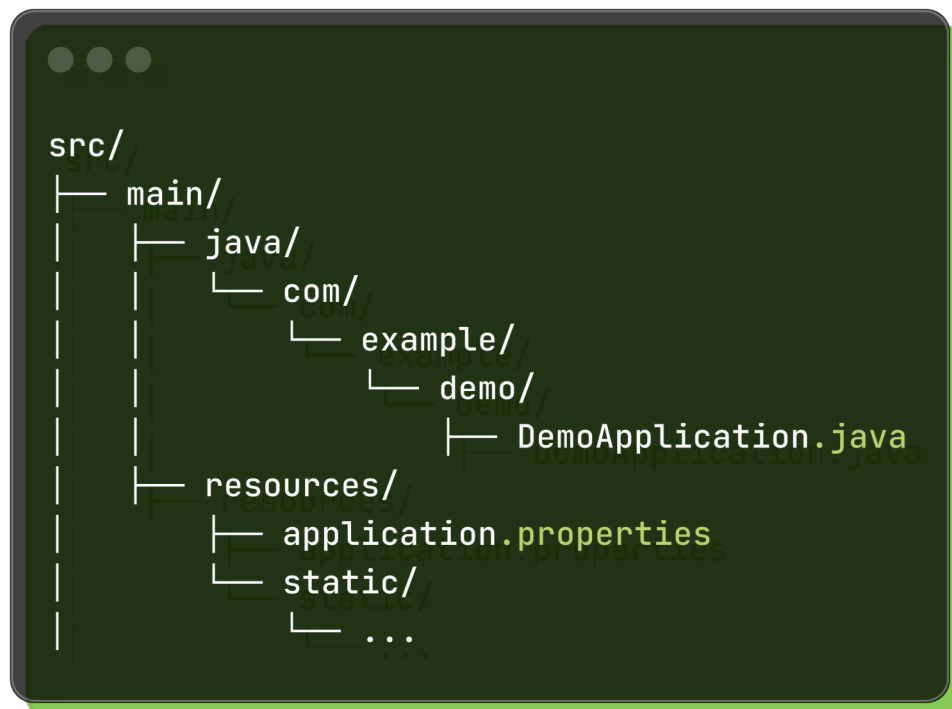 src/
├── main/
│   ├── java/
│   │   └── com/
│   │       └── example/
│   │           └── demo/
│   │               ├── DemoApplication.java
│   ├── resources/
│       ├── application.properties
│       └── static/
│           └── ...